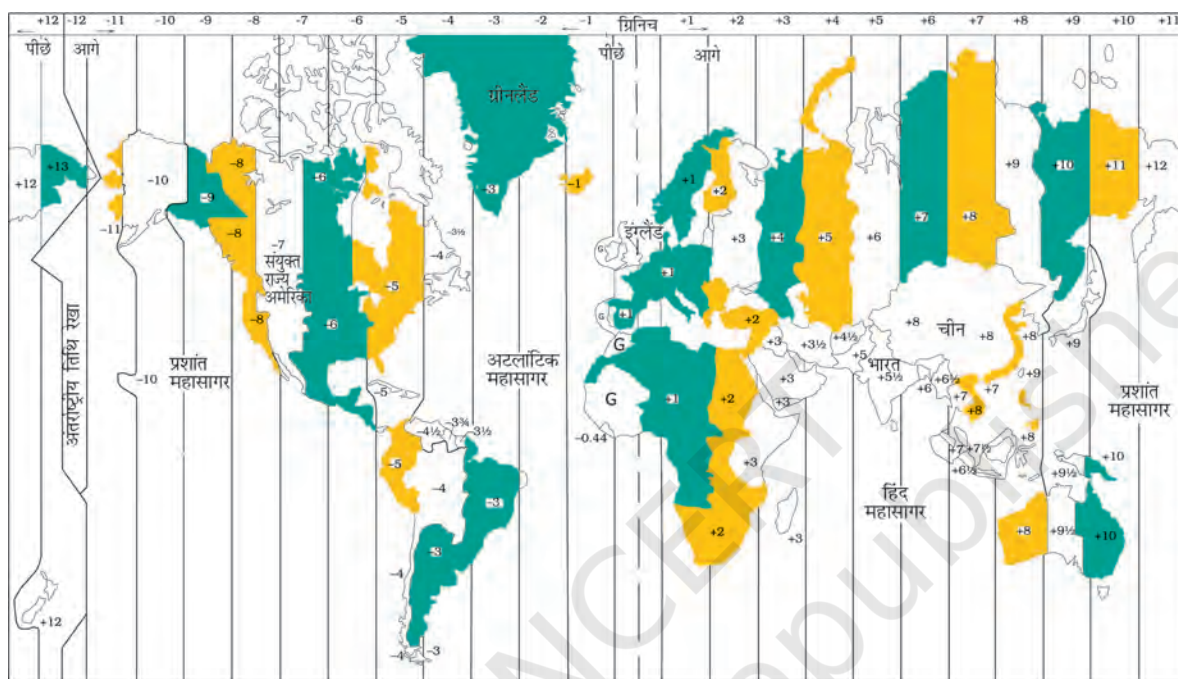 +12 -12 -11 -10 -9 -8 -7 -6 -5 -4 -3 -2 -1 ग्रिनिच +1 +2 +3 +4 +5 +6 +7 +8 +9 +10 +11
पीछे आगे पीछे आगे
ग्रीनलैंड
+13 –8 +9 +10 +11 +12
+12 –10 –6 –3 –1 +1 +2
–9 +7 +8
–11 –8 –7 –4 –3½ इंग्लैंड G +3 +4 +5 +6
संयुक्त
राज्य
अमेरिका
–5 +1
–8 –6 G +1 +2 +8 चीन +8 +8
G +3 +3½ +4½ +9
अंतर्राष्ट्रीय तिथि रेखा
प्रशांत
महासागर
–10
अटलांटिक
महासागर
+5 भारत
+5½ +6 +6½ +7 +7 +9
प्रशांत
महासागर
–5 G +1 +2 +3 +3 +8
–4½ –3¾ –3½ –0.44 +8
–5 –4 +3 +7 +7½ +6½ +9½ +10
–3
हिंद
महासागर
–3 +2 +3 +8 +9½ +10
–4
+12 –4 –3
NCERT
republished